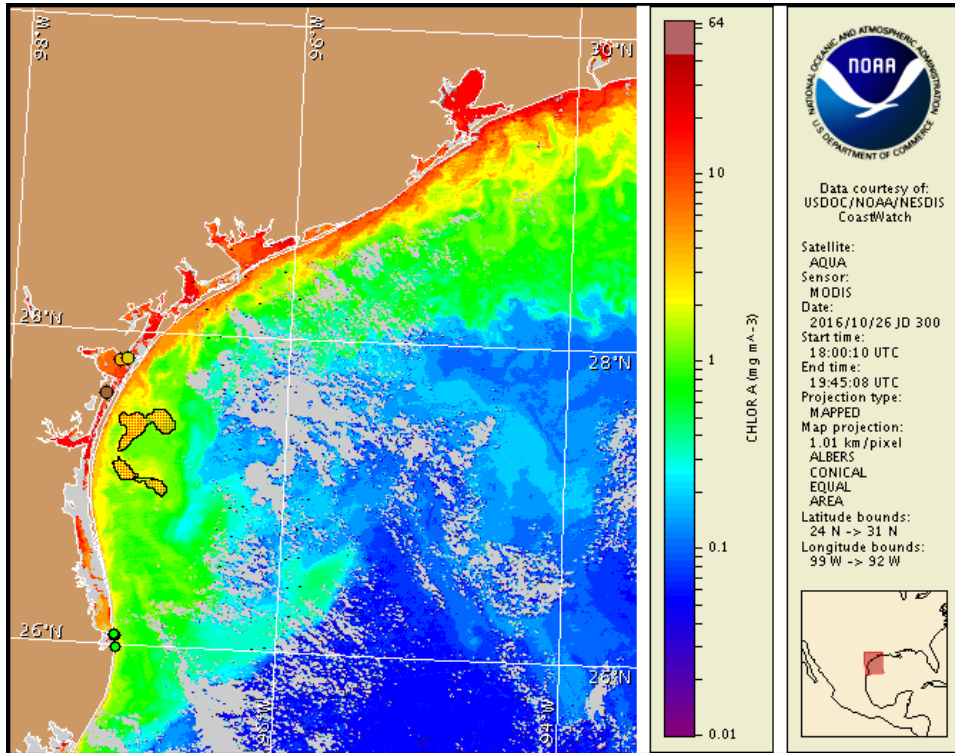 98°W
96°W
30°N
28°N
28°N
26°N
26°N
96°W
94°W
64
10
1
0.1
0.01
CHLOR A (mg m^-3)
NATIONAL OCEANIC AND ATMOSPHERIC ADMINISTRATION
NOAA
U.S. DEPARTMENT OF COMMERCE
Data courtesy of:
USDOC/NOAA/NESDIS
CoastWatch
Satellite:
AQUA
Sensor:
MODIS
Date:
2016/10/26 JD 300
Start time:
18:00:10 UTC
End time:
19:45:08 UTC
Projection type:
MAPPED
Map projection:
1.01 km/pixel
ALBERS
CONICAL
EQUAL
AREA
Latitude bounds:
24 N -> 31 N
Longitude bounds:
99 W -> 92 W